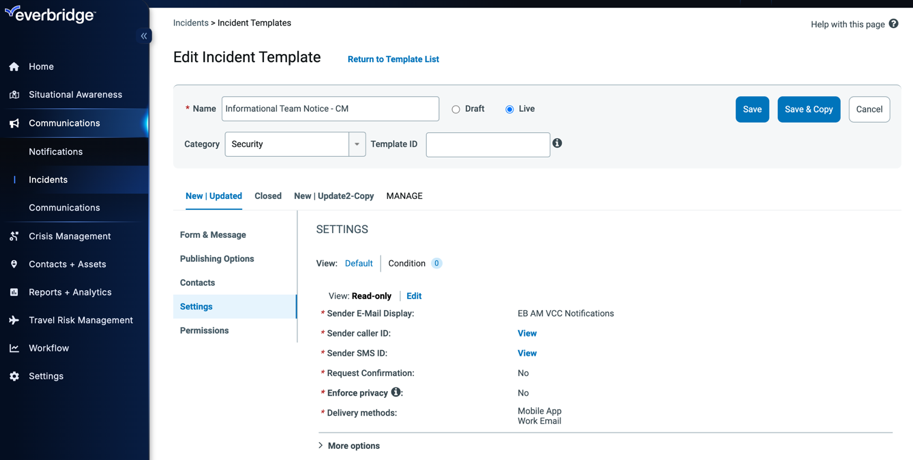 everbridge
Incidents > Incident Templates
Help with this page ?
«
Edit Incident Template Return to Template List
Home
Situational Awareness
Communications
Notifications
Incidents
Communications
Crisis Management
Contacts + Assets
Reports + Analytics
Travel Risk Management
Workflow
Settings
* Name Informational Team Notice - CM Draft Live Save Save & Copy Cancel
Category Security Template ID i
New | Updated Closed New | Update2-Copy MANAGE
Form & Message
Publishing Options
Contacts
Settings
Permissions
SETTINGS
View: Default Condition 0
View: Read-only Edit
* Sender E-Mail Display: EB AM VCC Notifications
* Sender caller ID: View
* Sender SMS ID: View
* Request Confirmation: No
* Enforce privacy i: No
* Delivery methods: Mobile App
Work Email
> More options